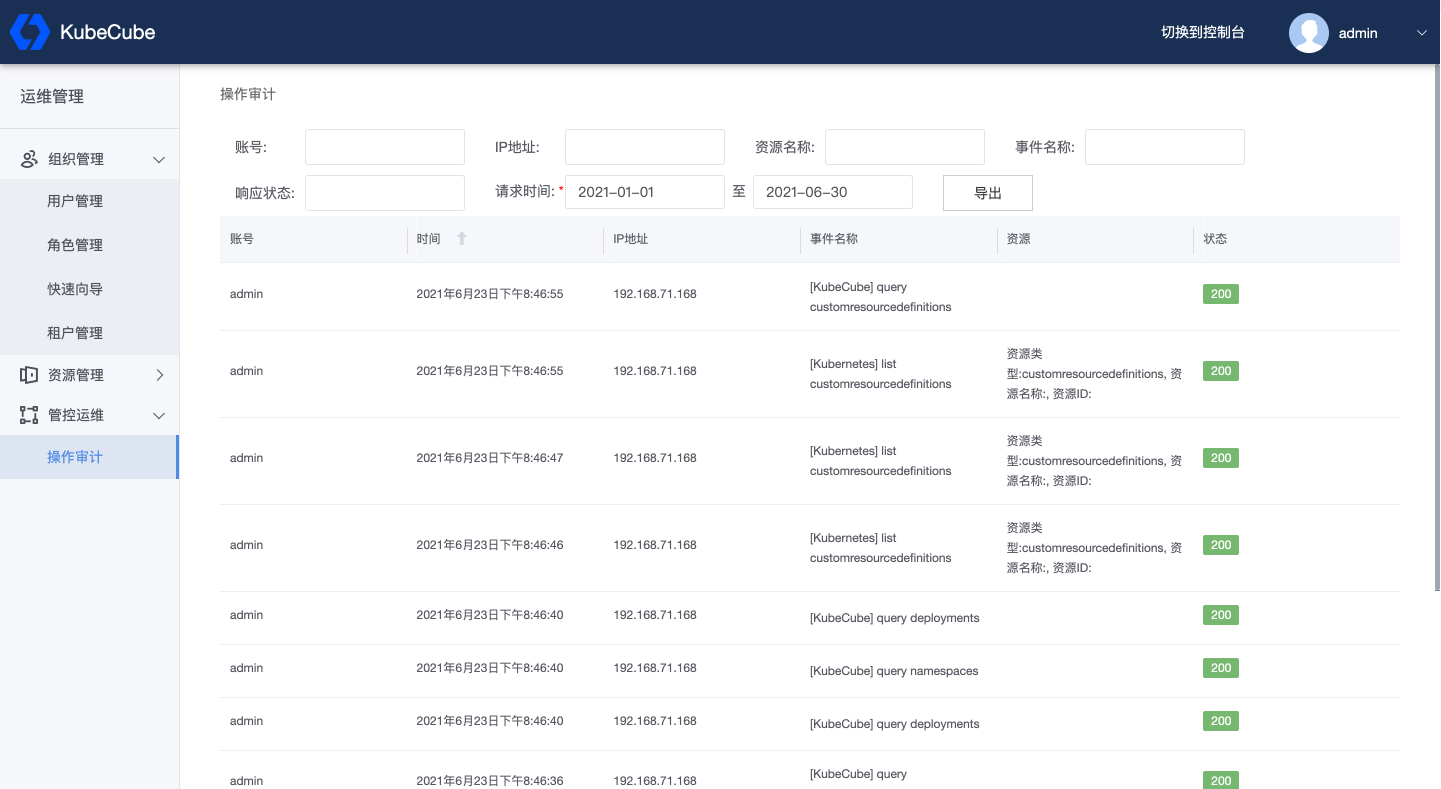 KubeCube
切换到控制台
admin
运维管理
组织管理
用户管理
角色管理
快速向导
租户管理
资源管理
管控运维
操作审计
操作审计
账号:
IP地址:
资源名称:
事件名称:
响应状态:
请求时间: *
2021-01-01
至
2021-06-30
导出
账号 时间 IP地址 事件名称 资源 状态
admin 2021年6月23日下午8:46:55 192.168.71.168 [KubeCube] query 200
customresourcedefinitions
admin 2021年6月23日下午8:46:55 192.168.71.168 [Kubernetes] list 资源类 200
customresourcedefinitions 型:customresourcedefinitions, 资
源名称:, 资源ID:
admin 2021年6月23日下午8:46:47 192.168.71.168 [Kubernetes] list 资源类 200
customresourcedefinitions 型:customresourcedefinitions, 资
源名称:, 资源ID:
admin 2021年6月23日下午8:46:46 192.168.71.168 [Kubernetes] list 资源类 200
customresourcedefinitions 型:customresourcedefinitions, 资
源名称:, 资源ID:
admin 2021年6月23日下午8:46:40 192.168.71.168 [KubeCube] query deployments 200
admin 2021年6月23日下午8:46:40 192.168.71.168 [KubeCube] query namespaces 200
admin 2021年6月23日下午8:46:40 192.168.71.168 [KubeCube] query deployments 200
admin 2021年6月23日下午8:46:36 192.168.71.168 [KubeCube] query 200